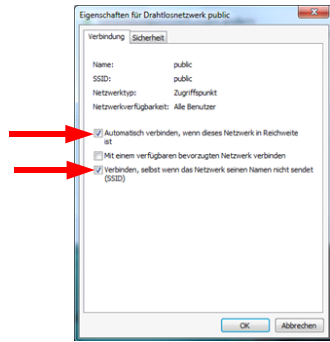 Eigenschaften für Drahtlosnetzwerk public
Verbindung Sicherheit
Name: public
SSID: public
Netzwerktyp: Zugriffspunkt
Netzwerkverfügbarkeit: Alle Benutzer
Automatisch verbinden, wenn dieses Netzwerk in Reichweite
ist
Mit einem verfügbaren bevorzugten Netzwerk verbinden
Verbinden, selbst wenn das Netzwerk seinen Namen nicht sendet
(SSID)
OK Abbrechen